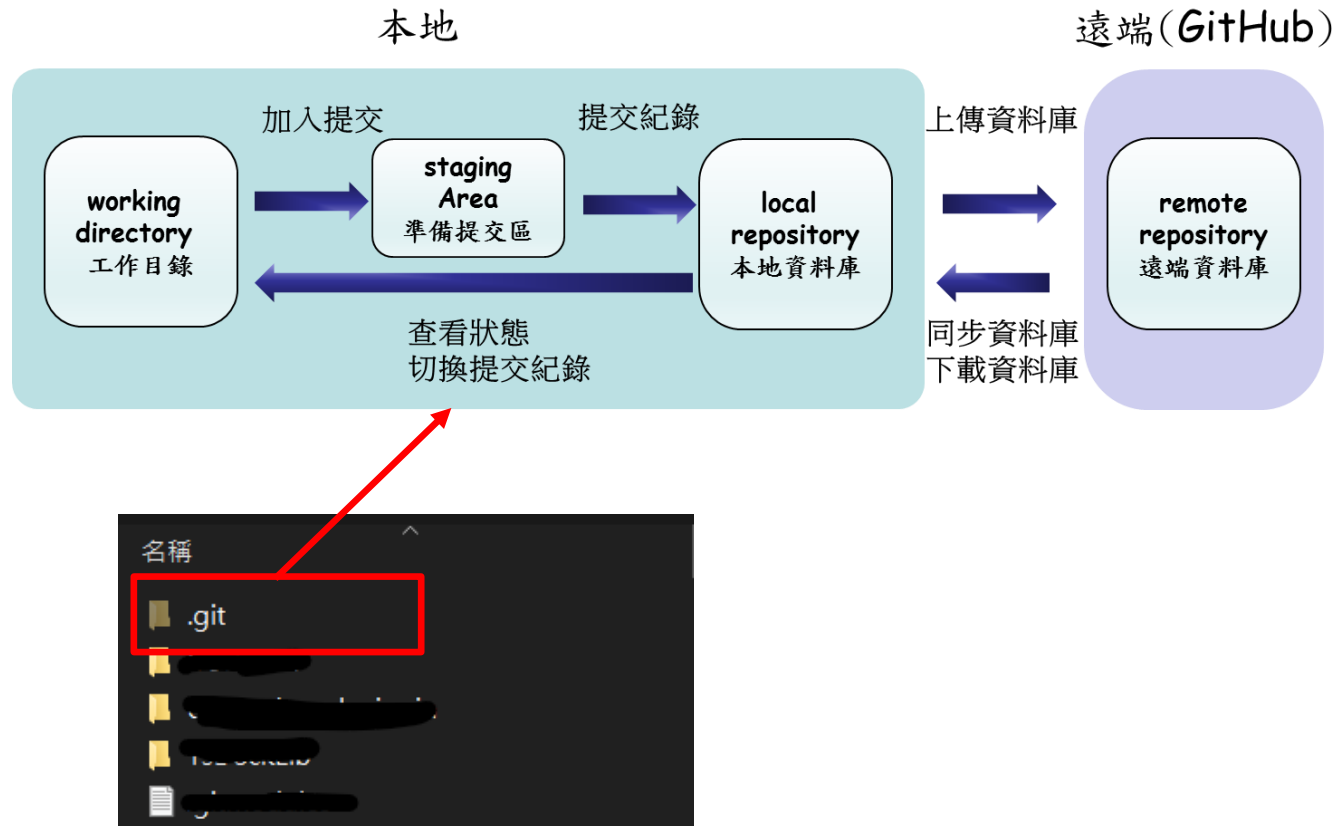 本地
遠端(GitHub)
加入提交
提交紀錄
上傳資料庫
working
directory
工作目錄
staging
Area
準備提交區
local
repository
本地資料庫
remote
repository
遠端資料庫
查看狀態
切換提交紀錄
同步資料庫
下載資料庫
名稱
.git